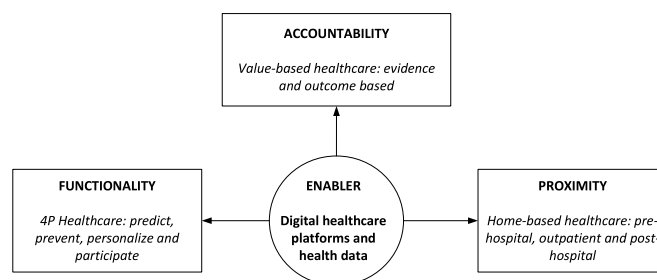 ACCOUNTABILITY
Value-based healthcare: evidence
and outcome based
FUNCTIONALITY
4P Healthcare: predict,
prevent, personalize and
participate
ENABLER
Digital healthcare
platforms and
health data
PROXIMITY
Home-based healthcare: pre-
hospital, outpatient and post-
hospital